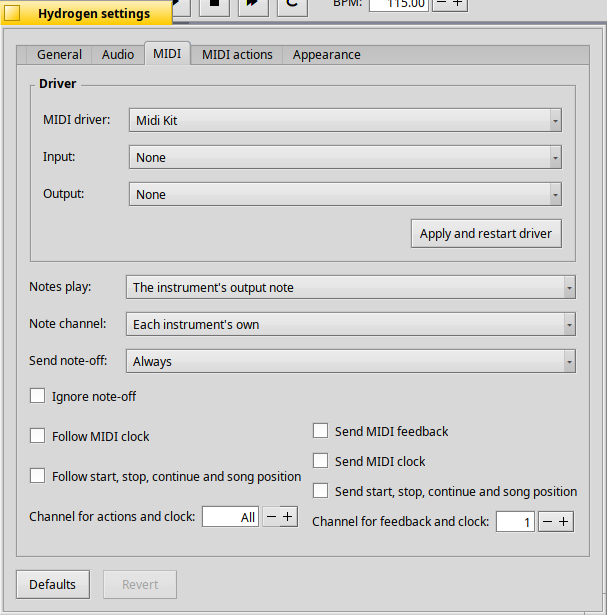 Hydrogen settings
BPM: 115.00
General Audio MIDI MIDI actions Appearance
Driver
MIDI driver: Midi Kit
Input: None
Output: None
Apply and restart driver
Notes play: The instrument's output note
Note channel: Each instrument's own
Send note-off: Always
Ignore note-off
Follow MIDI clock
Follow start, stop, continue and song position
Channel for actions and clock: All
Send MIDI feedback
Send MIDI clock
Send start, stop, continue and song position
Channel for feedback and clock: 1
Defaults Revert